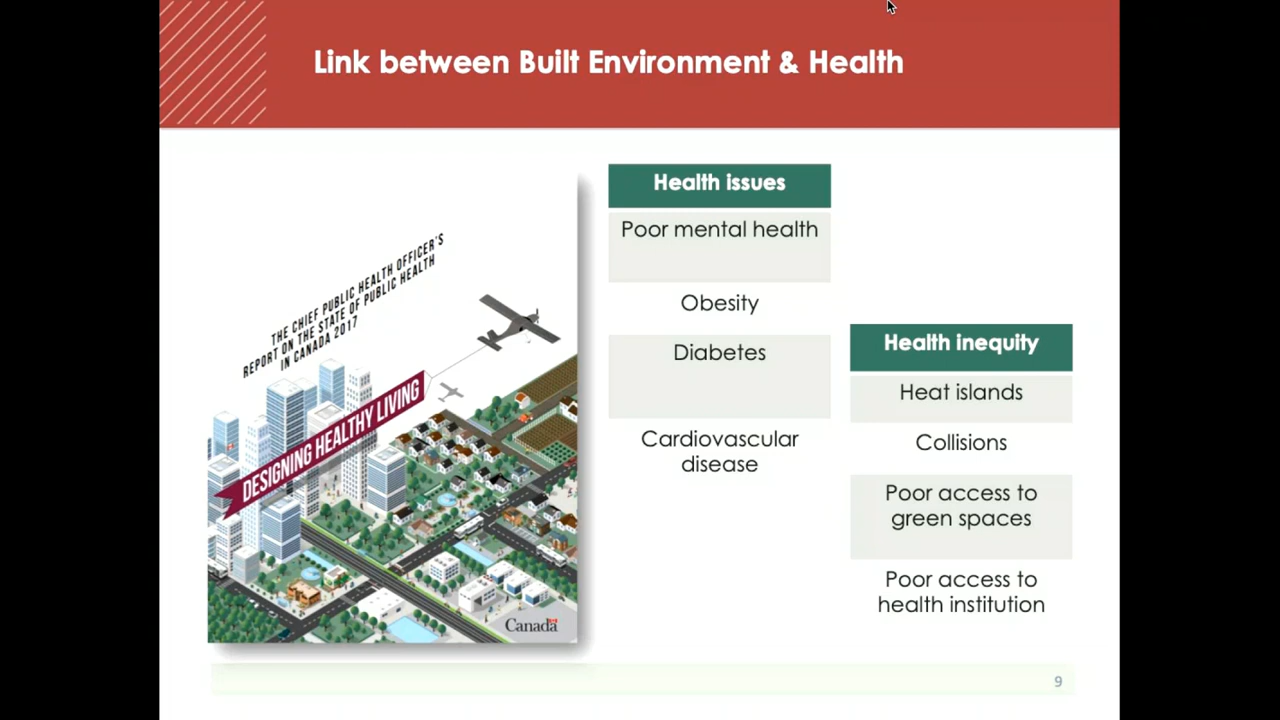 Link between Built Environment & Health
THE CHIEF PUBLIC HEALTH OFFICER'S
REPORT ON THE STATE OF PUBLIC HEALTH
IN CANADA 2017
DESIGNING HEALTHY LIVING
Canada
Health issues
Poor mental health
Obesity
Diabetes
Cardiovascular
disease
Health inequity
Heat islands
Collisions
Poor access to
green spaces
Poor access to
health institution
9